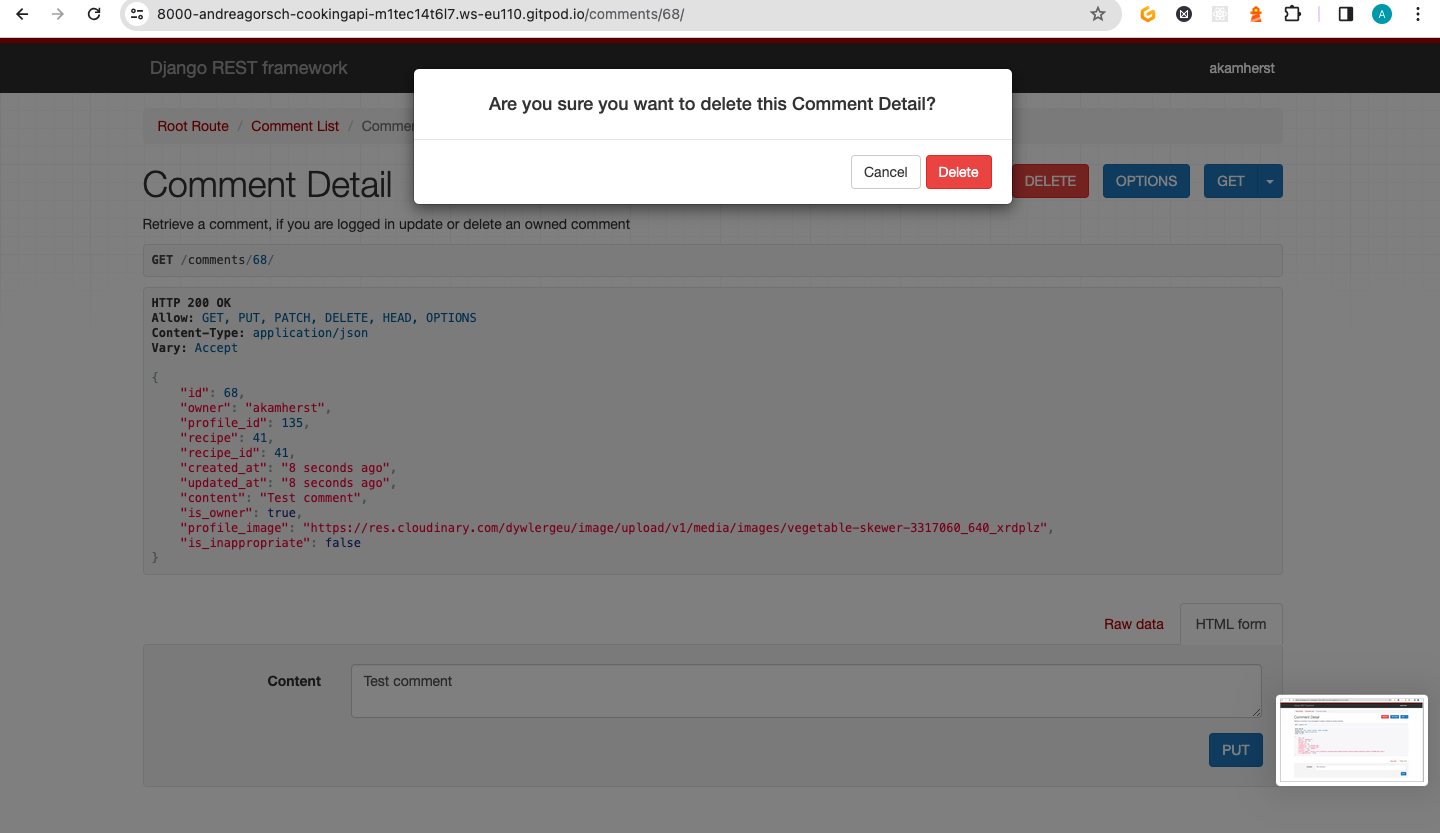 8000-andreagorsch-cookingapi-m1tec14t6l7.ws-eu110.gitpod.io/comments/68/
A
Django REST framework
akamherst
Are you sure you want to delete this Comment Detail?
Cancel
Delete
Root Route / Comment List / Commen
Comment Detail
DELETE
OPTIONS
GET
Retrieve a comment, if you are logged in update or delete an owned comment
GET /comments/68/
HTTP 200 OK
Allow: GET, PUT, PATCH, DELETE, HEAD, OPTIONS
Content-Type: application/json
Vary: Accept
{
"id": 68,
"owner": "akamherst",
"profile_id": 135,
"recipe": 41,
"recipe_id": 41,
"created_at": "8 seconds ago",
"updated_at": "8 seconds ago",
"content": "Test comment",
"is_owner": true,
"profile_image": "https://res.cloudinary.com/dywlergeu/image/upload/v1/media/images/vegetable-skewer-3317060_640_xrdplz",
"is_inappropriate": false
}
Raw data
HTML form
Content
Test comment
PUT